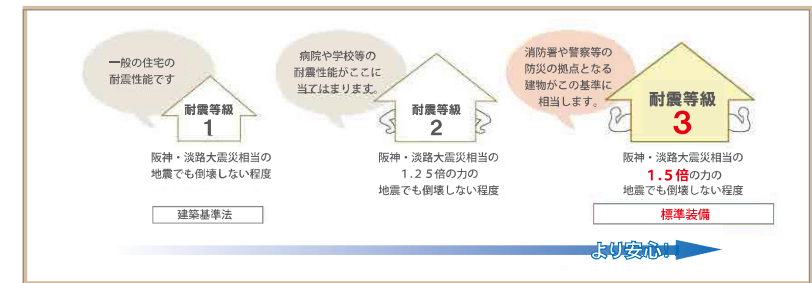 一般の住宅の
耐震性能です
耐震等級
1
阪神・淡路大震災相当の
地震でも倒壊しない程度
建築基準法
病院や学校等の
耐震性能がここに
当てはまります。
耐震等級
2
阪神・淡路大震災相当の
1.25倍の力の
地震でも倒壊しない程度
消防署や警察等の
防災の拠点となる
建物がこの基準に
相当します。
耐震等級
3
阪神・淡路大震災相当の
1.5倍の力の
地震でも倒壊しない程度
標準装備
より安心!